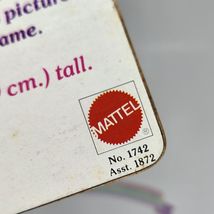 picture
ame.
cm.) tall.
MATTEL
®
No. 1742
Asst. 1872